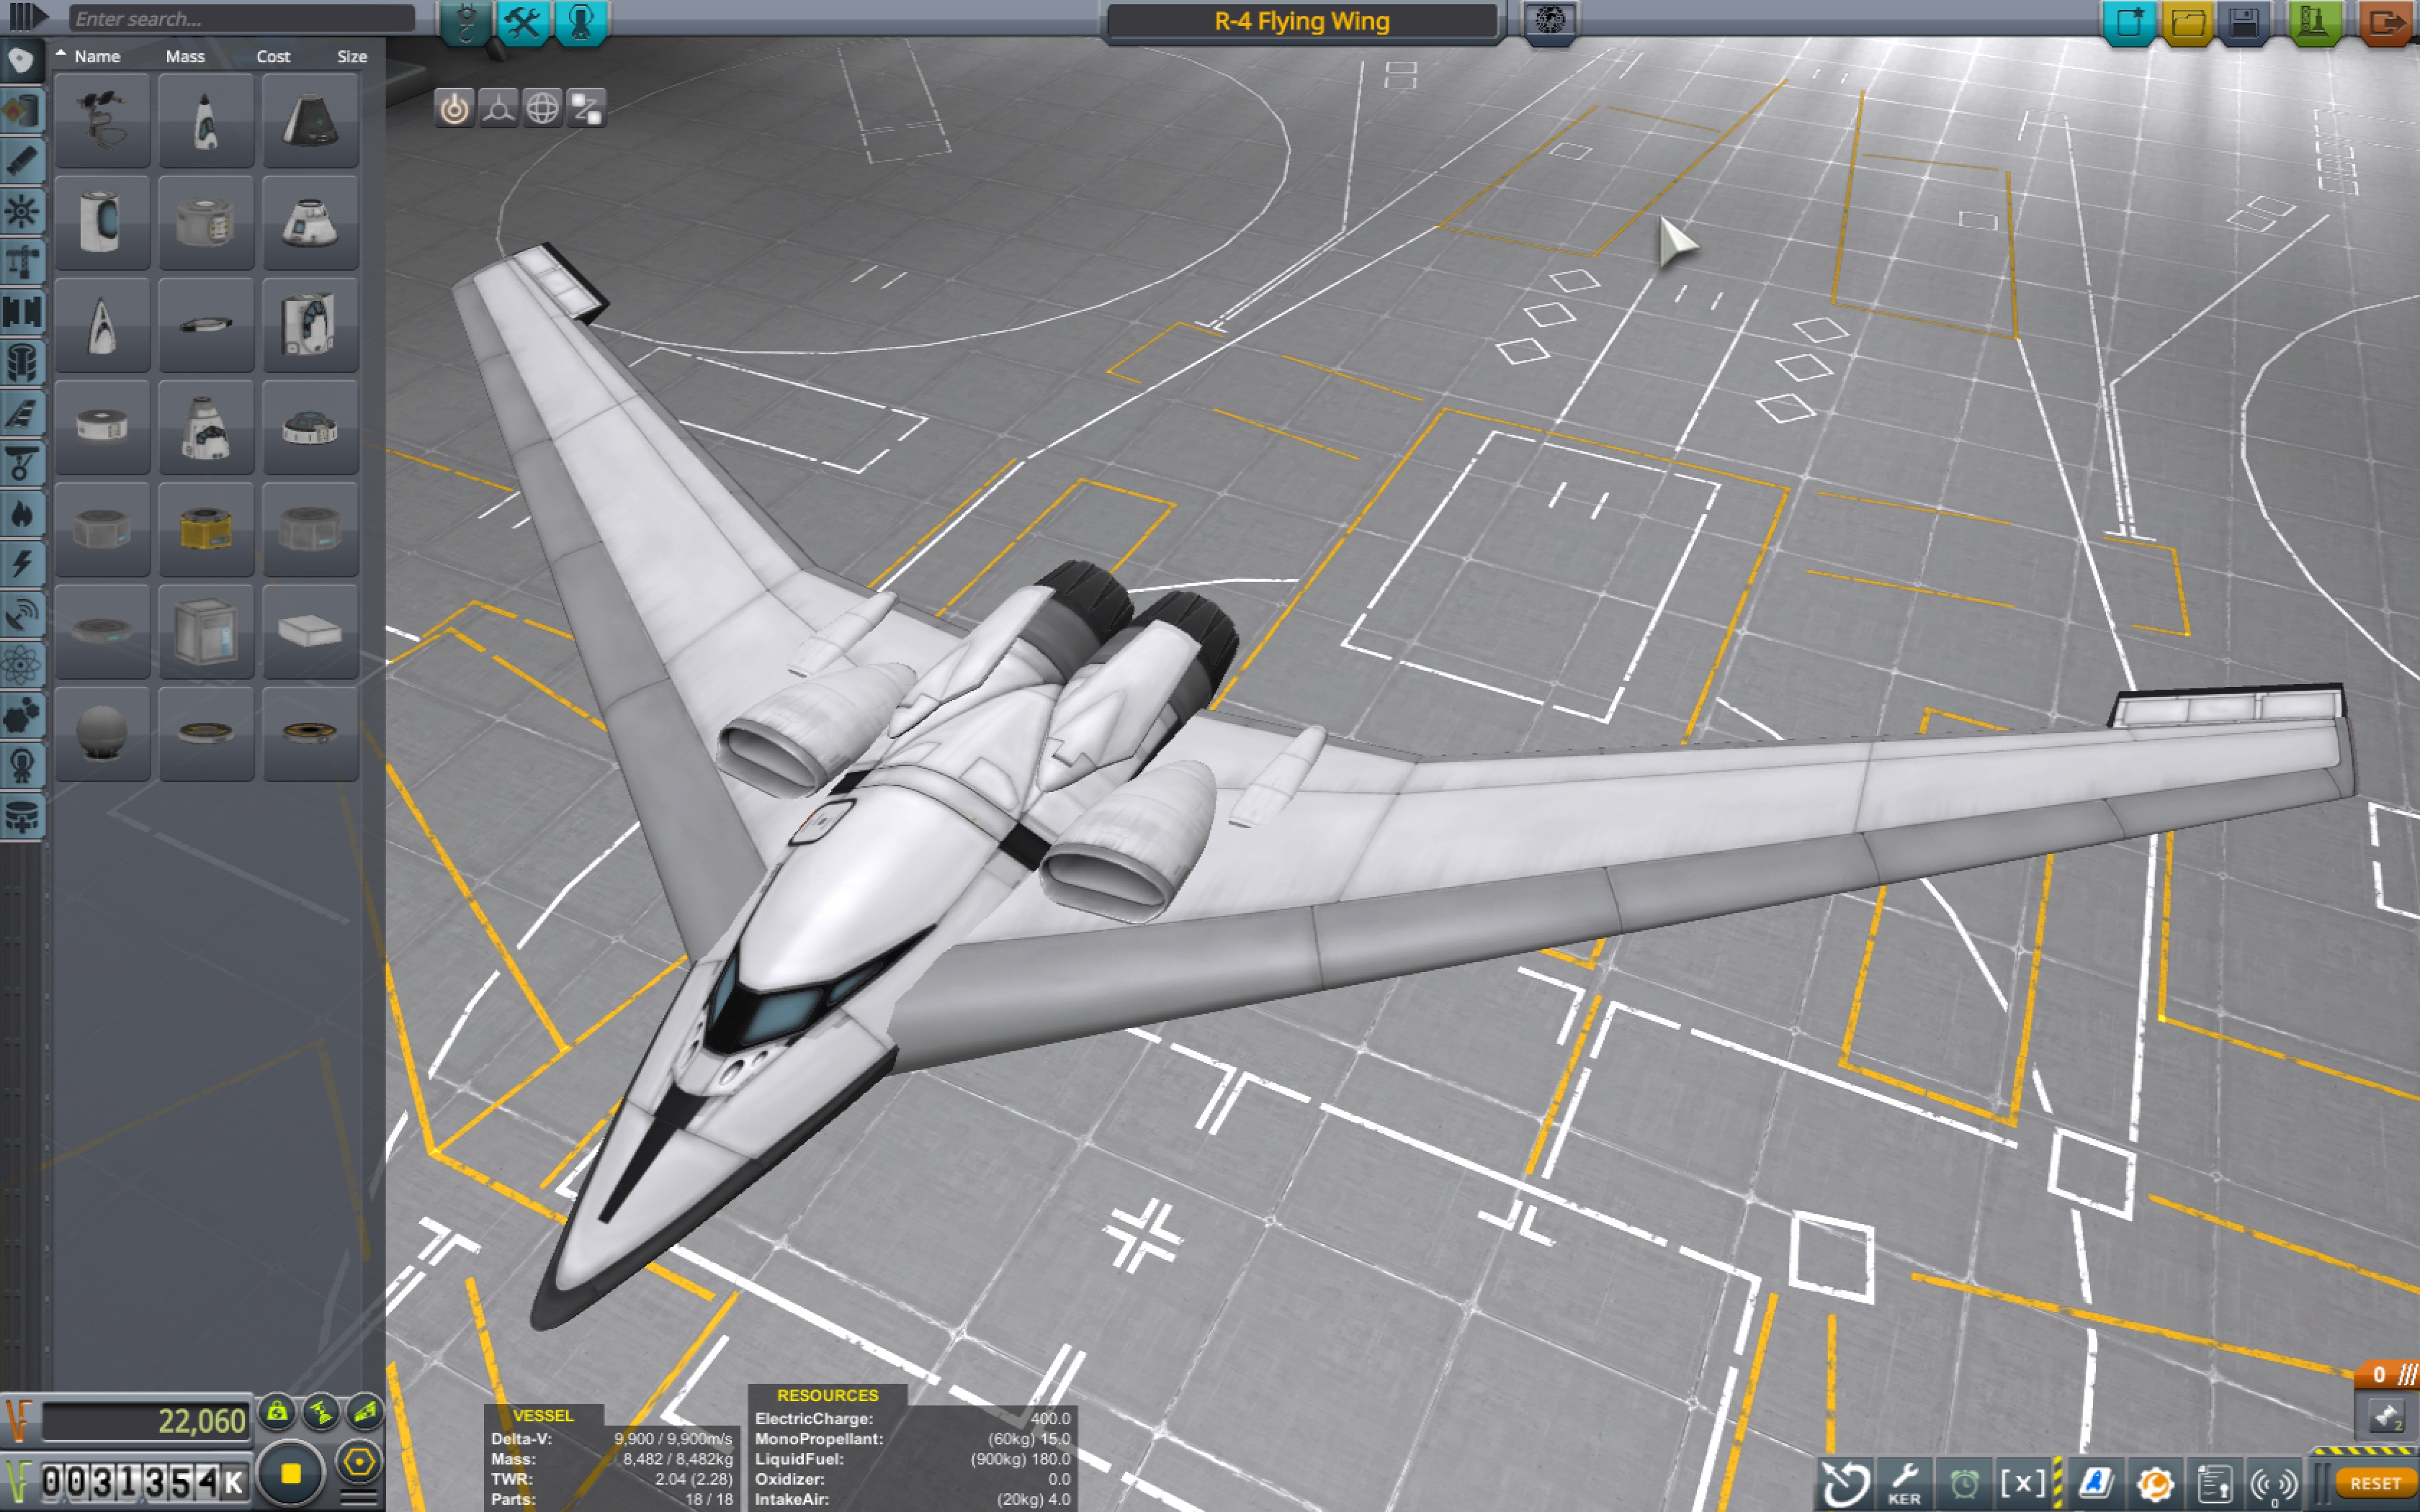 Enter search...
R-4 Flying Wing
Name Mass Cost Size
22,060
0031354K
VESSEL
Delta-V: 9,900 / 9,900m/s
Mass: 8,482 / 8,482kg
TWR: 2.04 (2.28)
Parts: 18 / 18
RESOURCES
ElectricCharge: 400.0
MonoPropellant: (60kg) 15.0
LiquidFuel: (900kg) 180.0
Oxidizer: 0.0
IntakeAir: (20kg) 4.0
0
2
KER
[x]
0
RESET